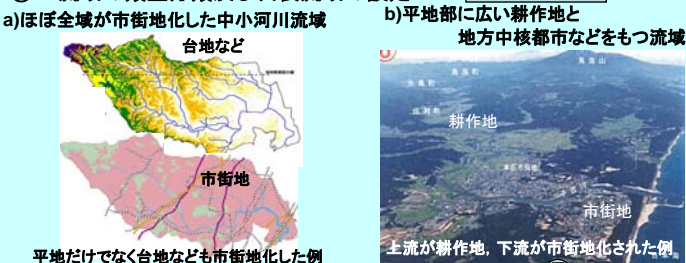 a)ほぼ全域が市街地化した中小河川流域
台地など
市街地
平地だけでなく台地なども市街地化した例
b)平地部に広い耕作地と
地方中核都市などをもつ流域
鳥海山
耕作地
市街地
上流が耕作地，下流が市街地化された例